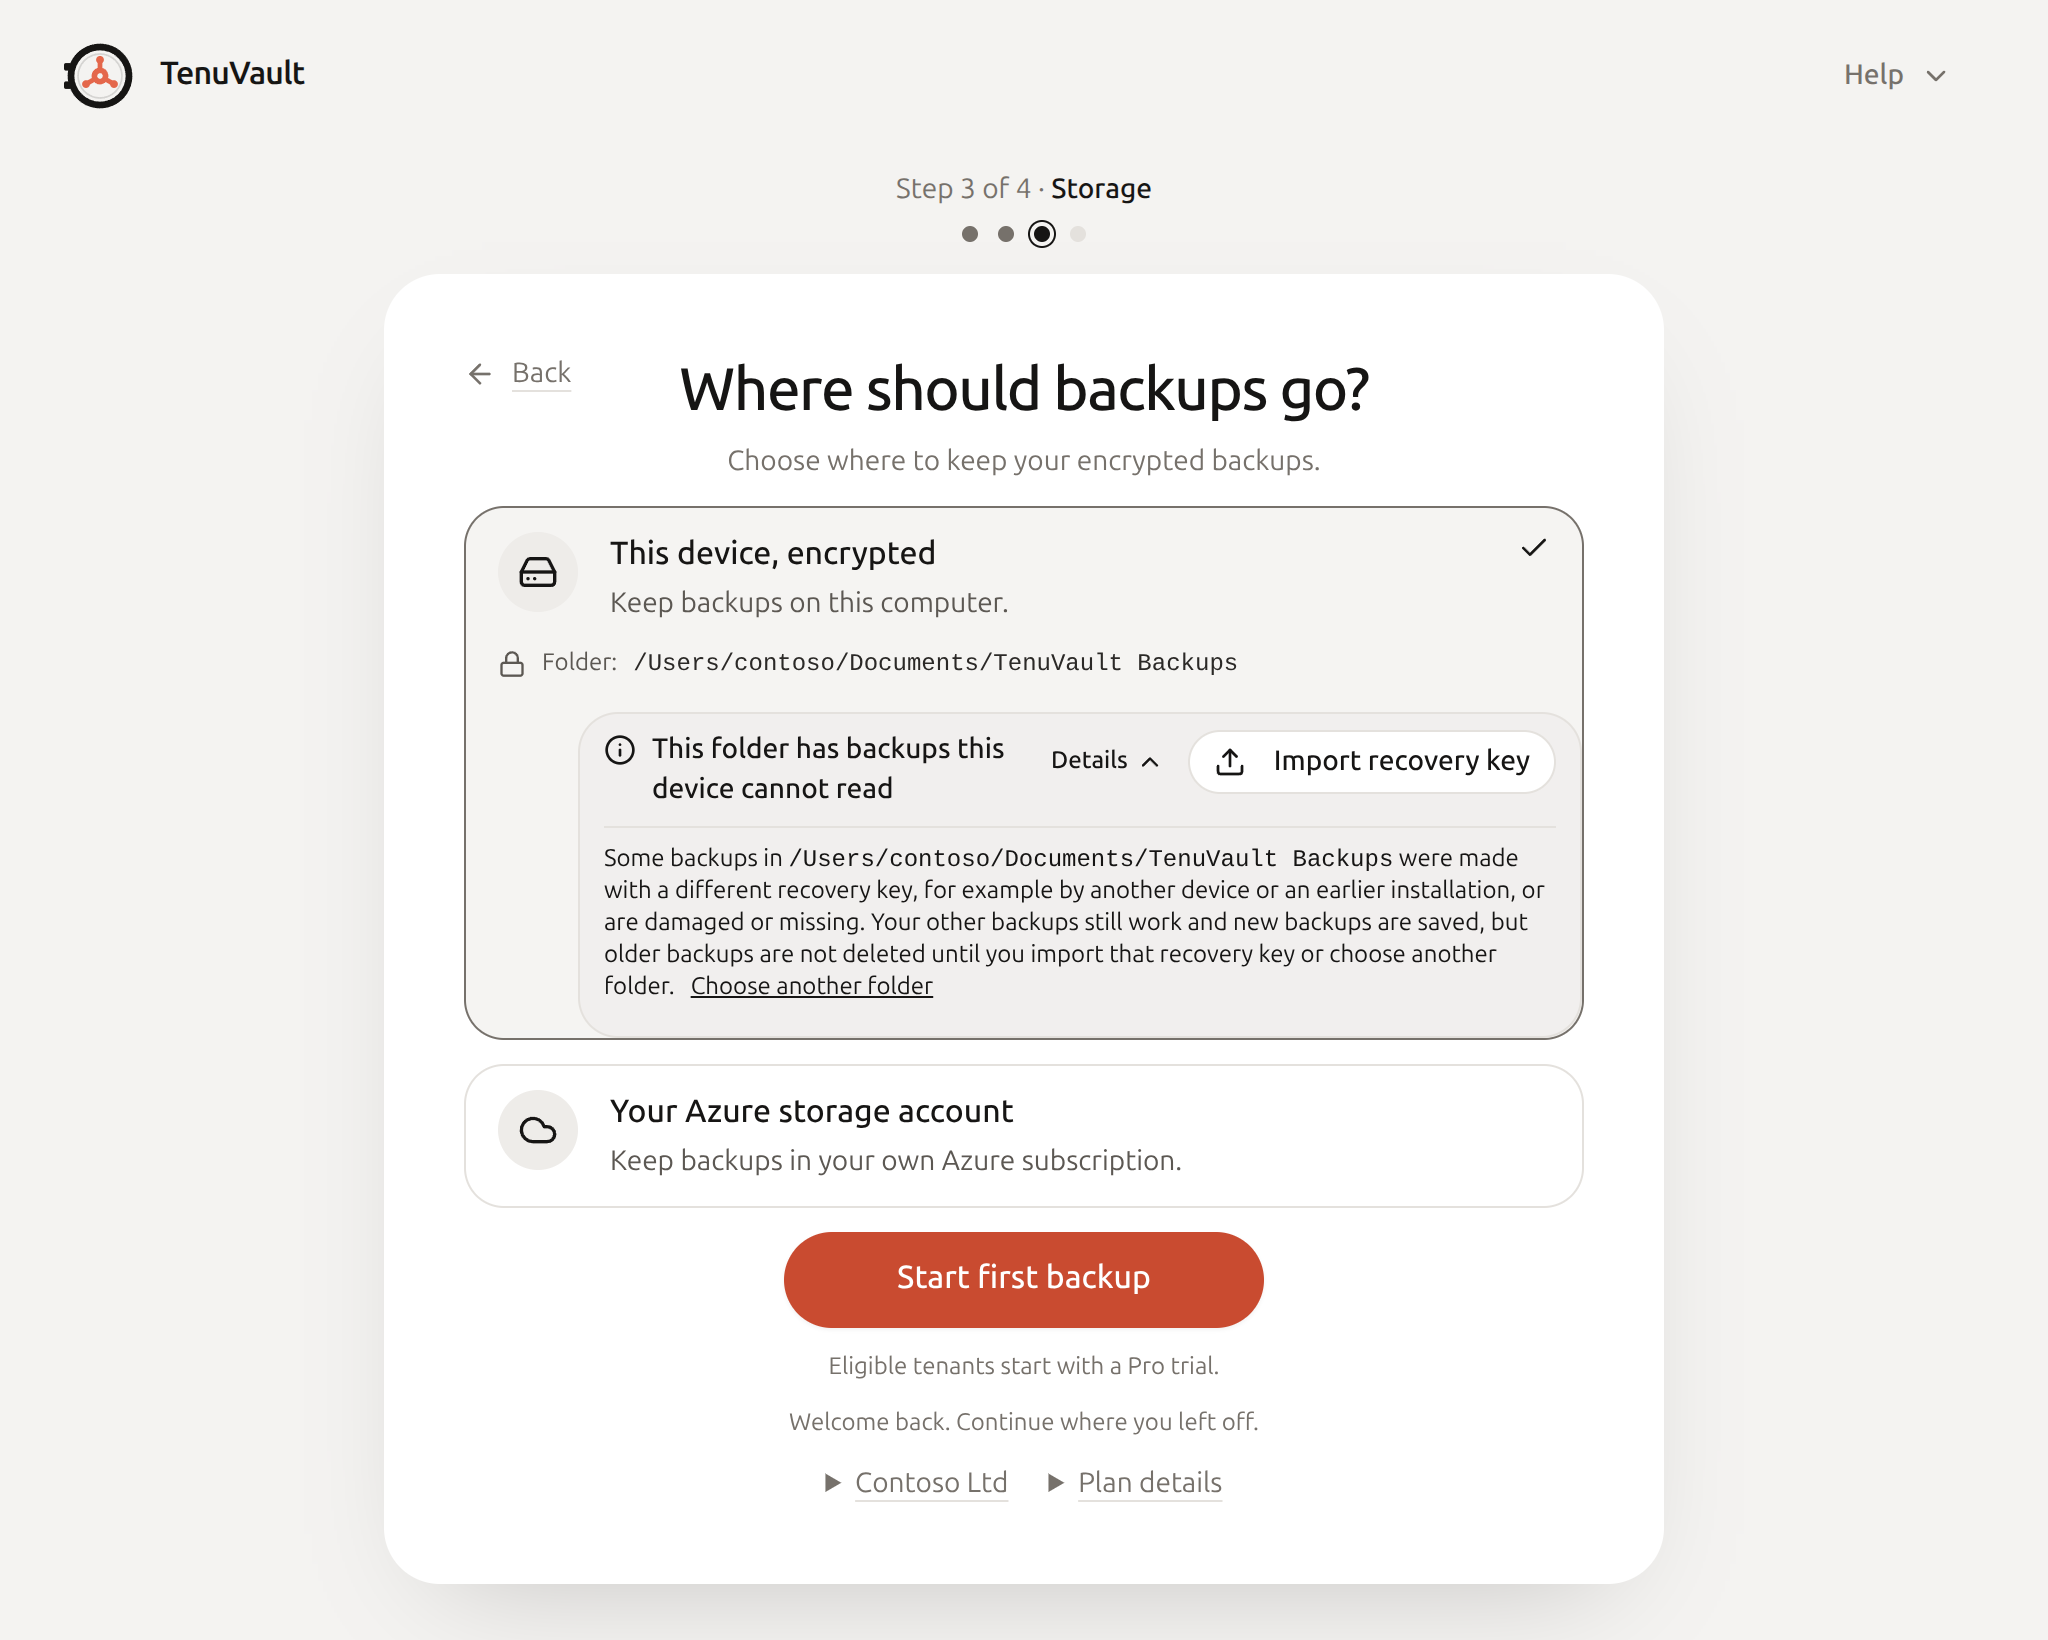 TenuVault
Help
Step 3 of 4 · Storage
Back
Where should backups go?
Choose where to keep your encrypted backups.
This device, encrypted
Keep backups on this computer.
Folder: /Users/contoso/Documents/TenuVault Backups
This folder has backups this
device cannot read
Details
Import recovery key
Some backups in /Users/contoso/Documents/TenuVault Backups were made
with a different recovery key, for example by another device or an earlier installation, or
are damaged or missing. Your other backups still work and new backups are saved, but
older backups are not deleted until you import that recovery key or choose another
folder. Choose another folder
Your Azure storage account
Keep backups in your own Azure subscription.
Start first backup
Eligible tenants start with a Pro trial.
Welcome back. Continue where you left off.
Contoso Ltd
Plan details